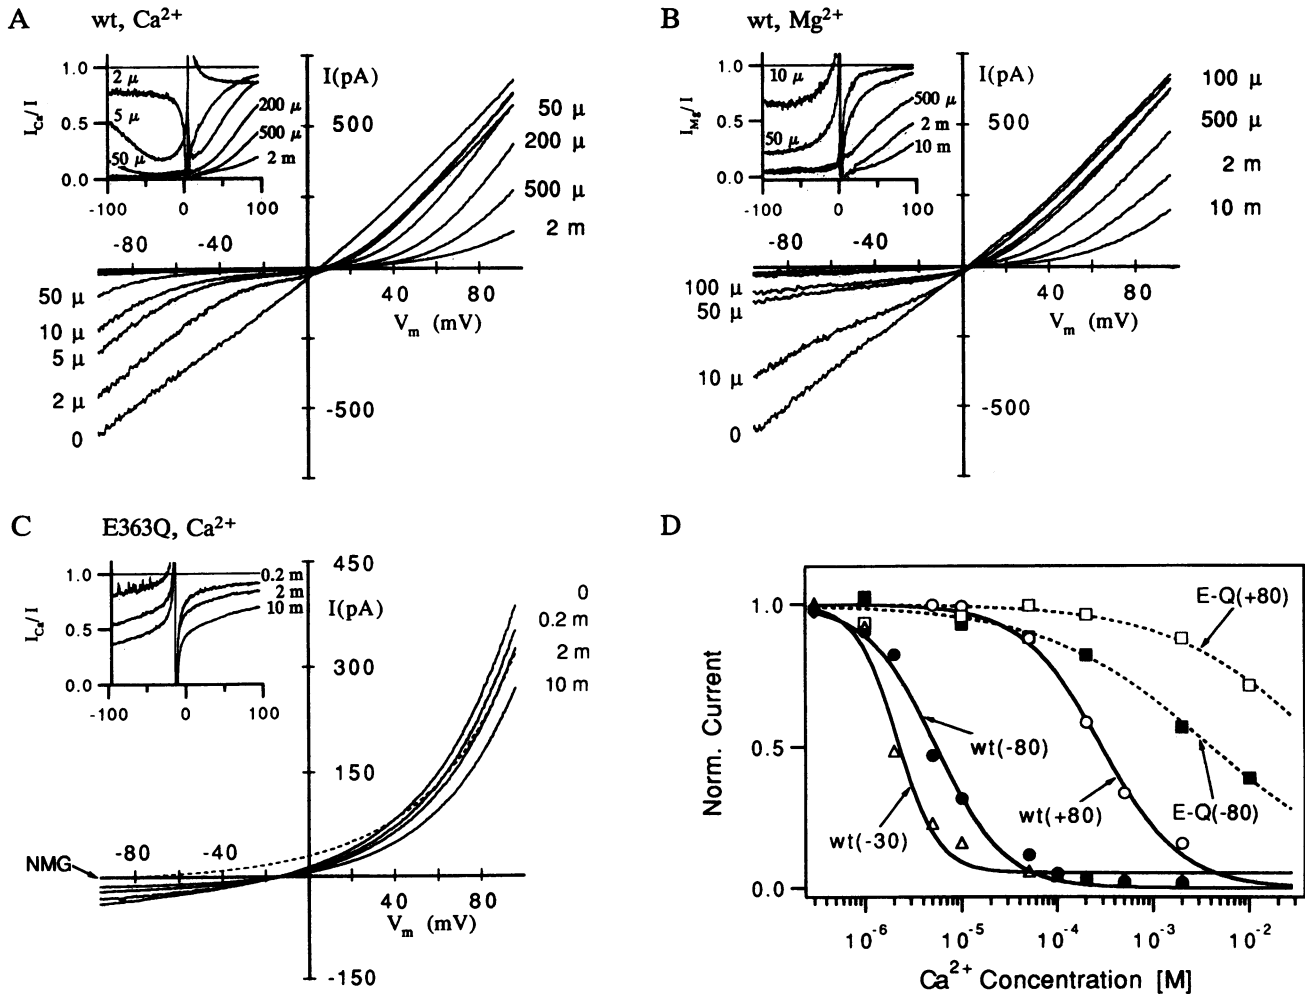 A
wt, Ca2+
I_Ca/I
1.0
0.5
0.0
2 μ
5 μ
50 μ
200 μ
500 μ
2 m
-100
0
100
I(pA)
500
50 μ
200 μ
500 μ
2 m
-80
-40
40
80
V_m (mV)
50 μ
10 μ
5 μ
2 μ
0
-500
B
wt, Mg2+
I_Mg/I
1.0
0.5
0.0
10 μ
50 μ
500 μ
2 m
10 m
-100
0
100
I(pA)
500
100 μ
500 μ
2 m
10 m
-80
-40
40
80
V_m (mV)
100 μ
50 μ
10 μ
0
-500
C
E363Q, Ca2+
I_Ca/I
1.0
0.5
0.0
0.2 m
2 m
10 m
-100
0
100
450
I(pA)
300
150
-150
0
0.2 m
2 m
10 m
NMG
-80
-40
40
80
V_m (mV)
D
Norm. Current
1.0
0.5
0.0
E-Q(+80)
wt(-80)
wt(-30)
wt(+80)
E-Q(-80)
10-6
10-5
10-4
10-3
10-2
Ca2+ Concentration [M]